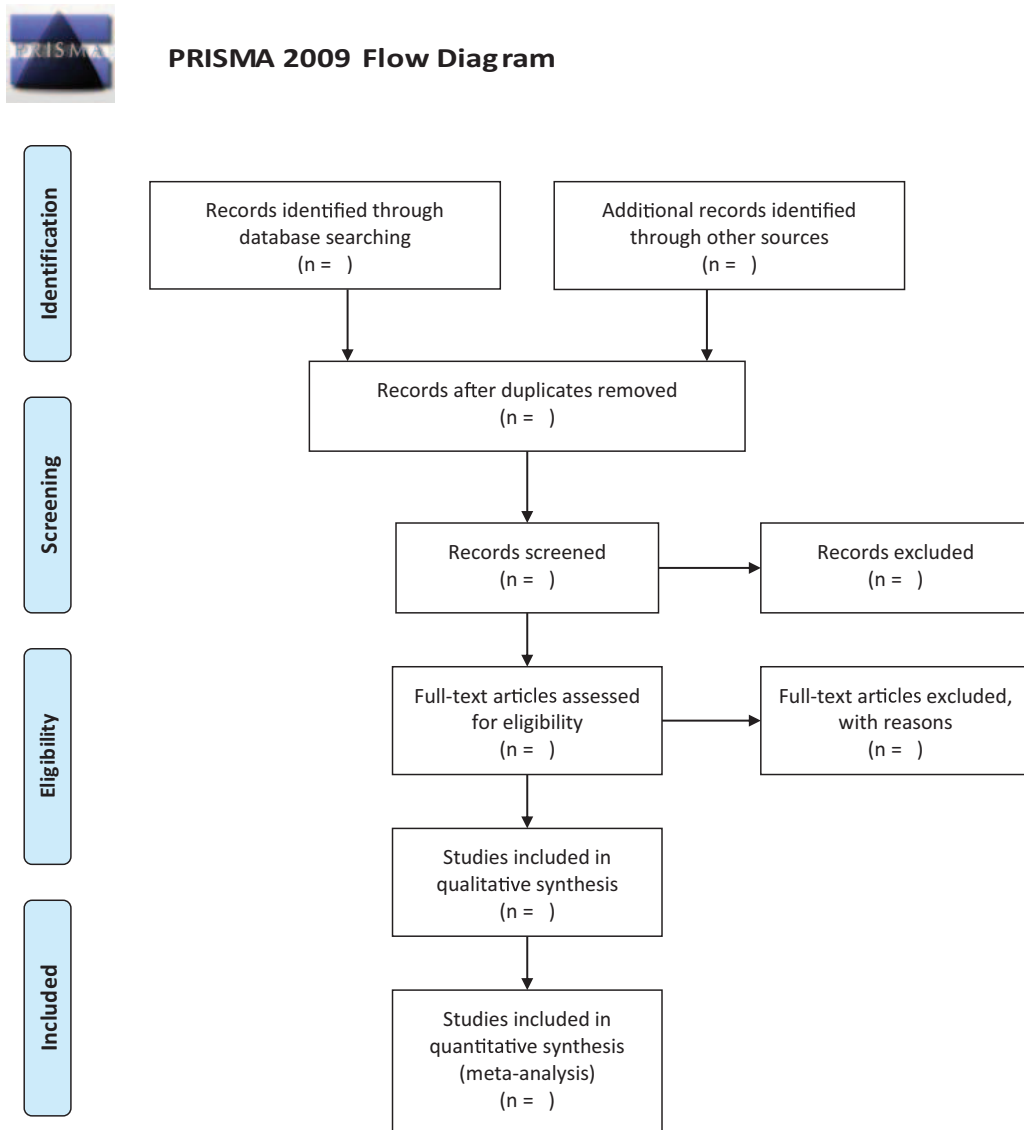 PRISMA
PRISMA 2009 Flow Diagram
Identification
Records identified through
database searching
(n = )
Additional records identified
through other sources
(n = )
Records after duplicates removed
(n = )
Screening
Records screened
(n = )
Records excluded
(n = )
Eligibility
Full-text articles assessed
for eligibility
(n = )
Full-text articles excluded,
with reasons
(n = )
Studies included in
qualitative synthesis
(n = )
Included
Studies included in
quantitative synthesis
(meta-analysis)
(n = )